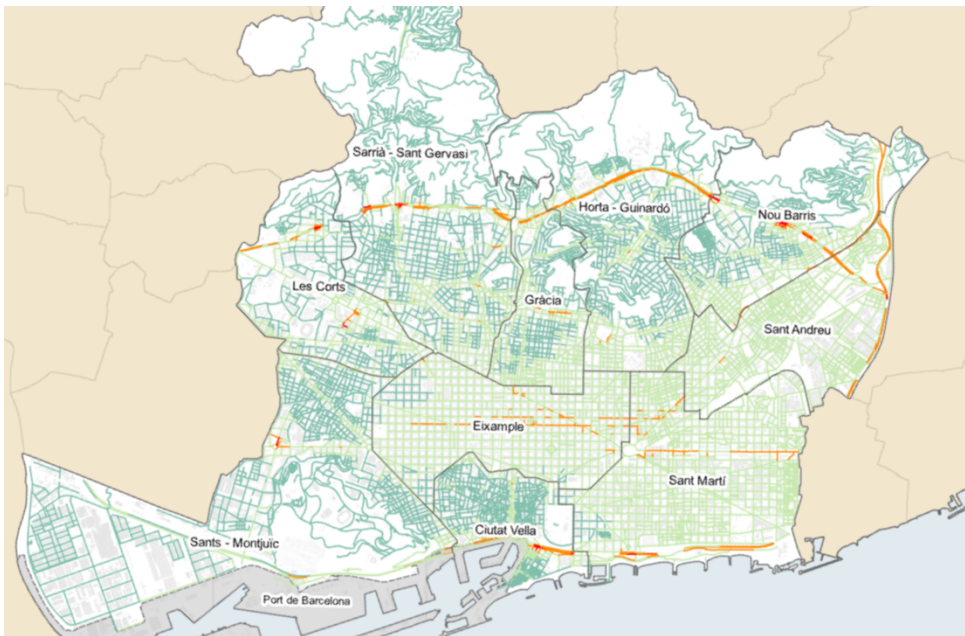 Sarrià - Sant Gervasi
Horta - Guinardó
Nou Barris
Les Corts
Gràcia
Sant Andreu
Eixample
Sant Martí
Ciutat Vella
Sants - Montjuïc
Port de Barcelona